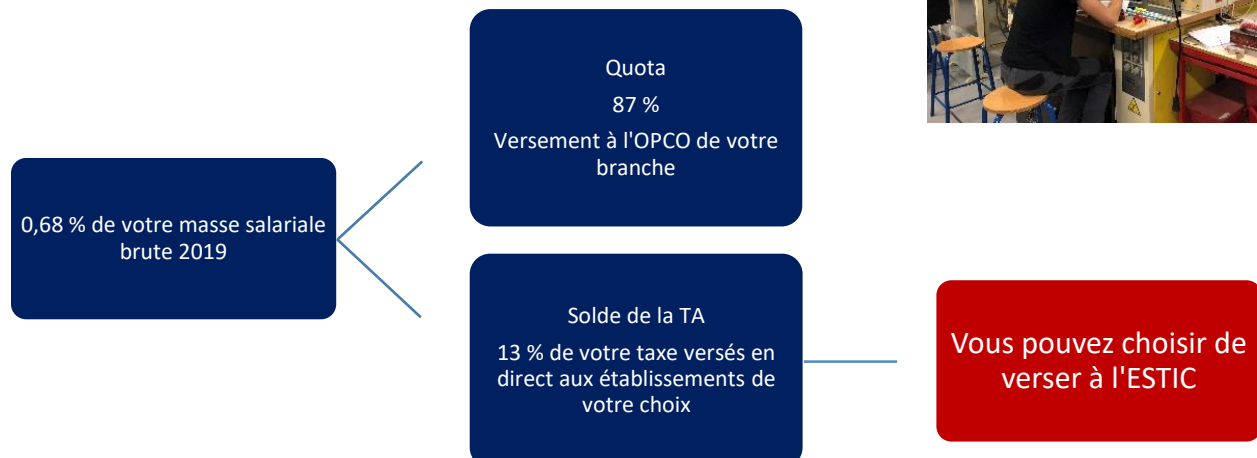 Quota
87 %
Versement à l'OPCO de votre
branche
0,68 % de votre masse salariale
brute 2019
Solde de la TA
13 % de votre taxe versés en
direct aux établissements de
votre choix
Vous pouvez choisir de
verser à l'ESTIC